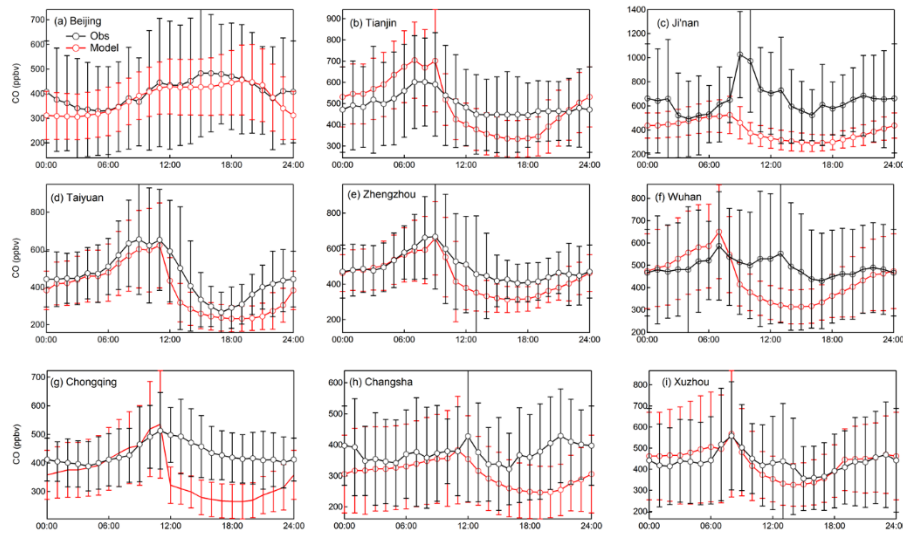 (a) Beijing
Obs
Model
CO (ppbv)
700
600
500
400
300
200
00:00 06:00 12:00 18:00 24:00
(b) Tianjin
900
800
700
600
500
400
300
00:00 06:00 12:00 18:00 24:00
(c) Ji'nan
1400
1200
1000
800
600
400
200
00:00 06:00 12:00 18:00 24:00
(d) Taiyuan
CO (ppbv)
800
600
400
200
00:00 06:00 12:00 18:00 24:00
(e) Zhengzhou
800
600
400
200
00:00 06:00 12:00 18:00 24:00
(f) Wuhan
800
700
600
500
400
300
200
00:00 06:00 12:00 18:00 24:00
(g) Chongqing
CO (ppbv)
700
600
500
400
300
00:00 06:00 12:00 18:00 24:00
(h) Changsha
600
500
400
300
200
00:00 06:00 12:00 18:00 24:00
(i) Xuzhou
800
700
600
500
400
300
200
00:00 06:00 12:00 18:00 24:00